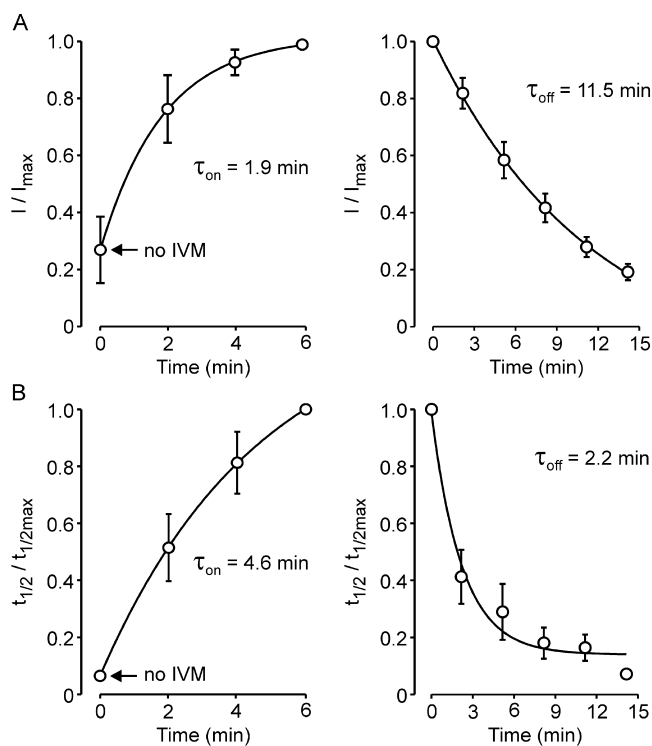 A
I / Imax
1.0
0.8
0.6
0.4
0.2
0
τon = 1.9 min
no IVM
0 2 4 6
Time (min)
I / Imax
1.0
0.8
0.6
0.4
0.2
0
τoff = 11.5 min
0 3 6 9 12 15
Time (min)
B
t1/2 / t1/2max
1.0
0.8
0.6
0.4
0.2
0
τon = 4.6 min
no IVM
0 2 4 6
Time (min)
t1/2 / t1/2max
1.0
0.8
0.6
0.4
0.2
0
τoff = 2.2 min
0 3 6 9 12 15
Time (min)